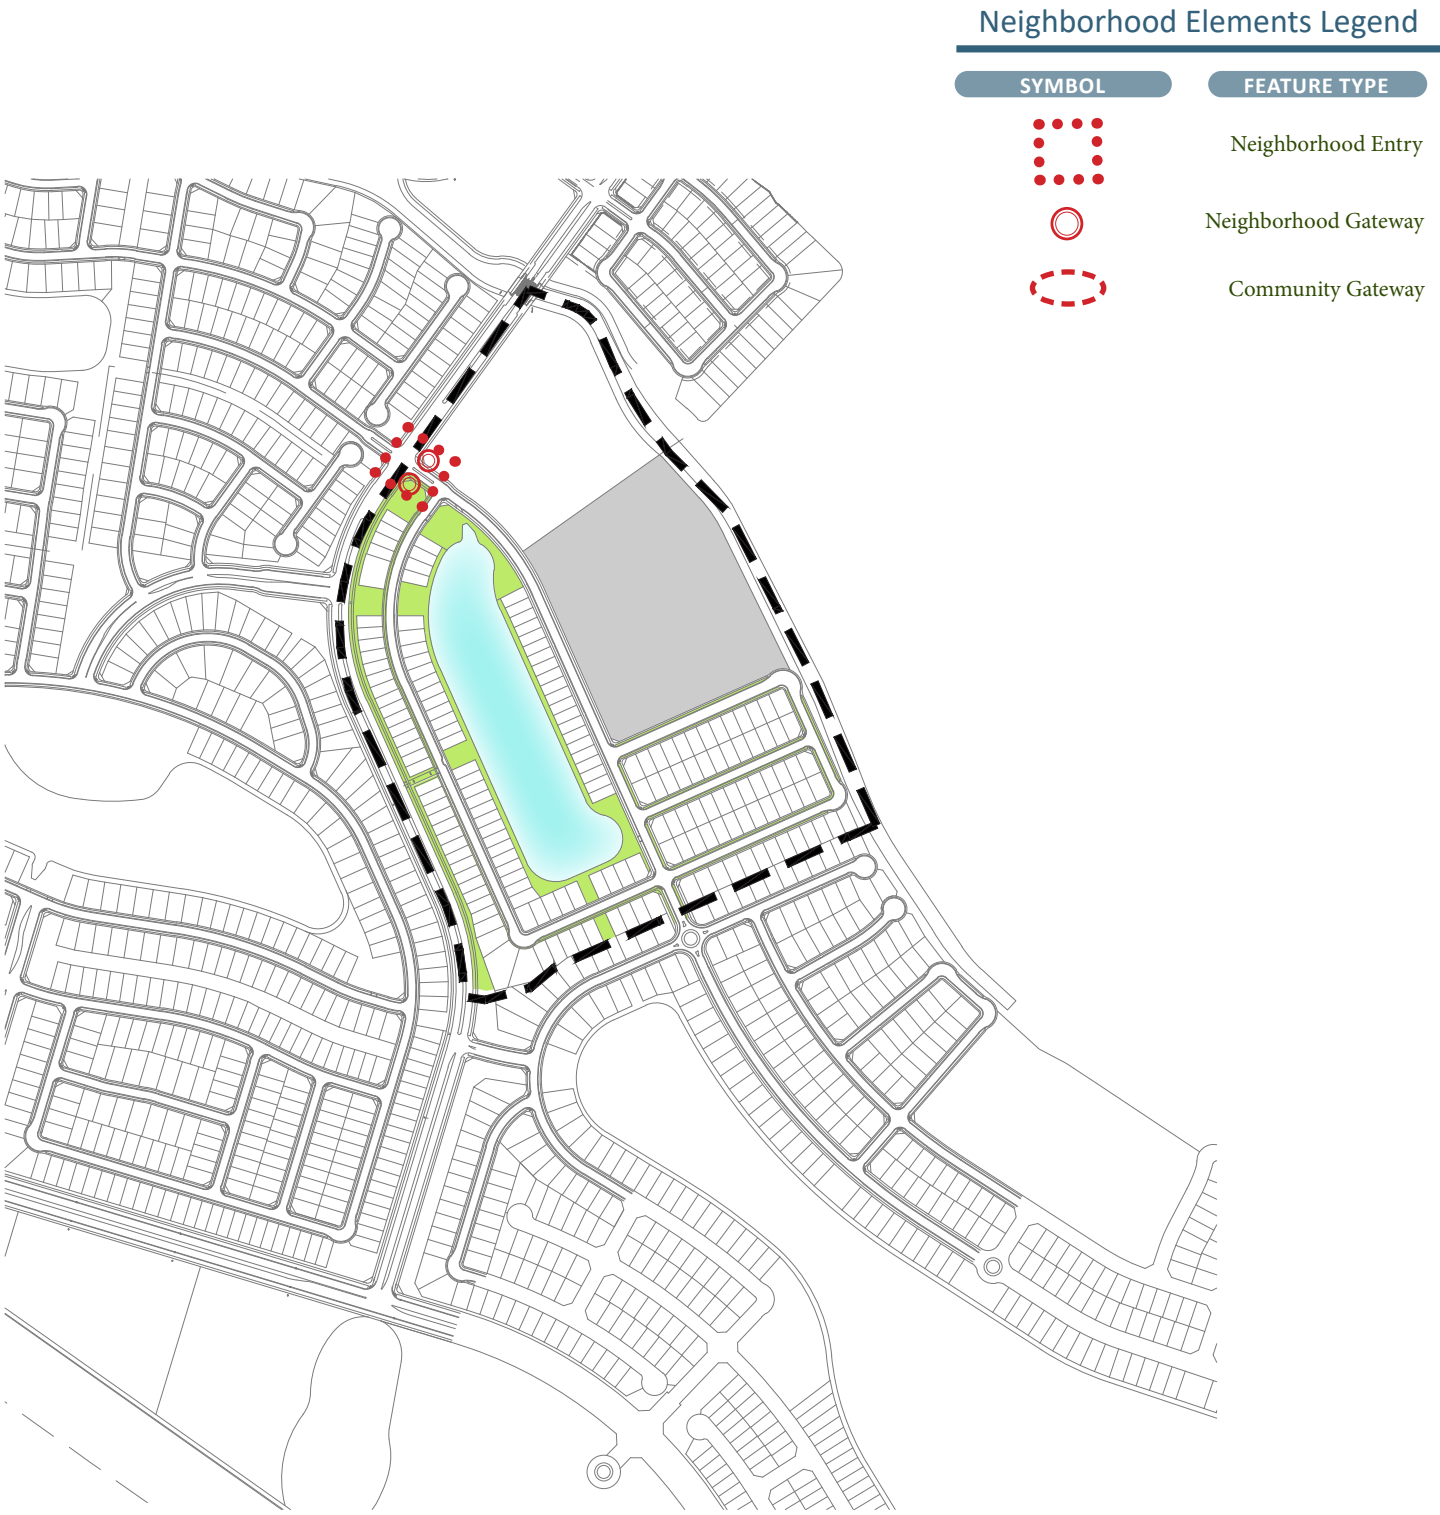 Neighborhood Elements Legend
SYMBOL FEATURE TYPE
Neighborhood Entry
Neighborhood Gateway
Community Gateway